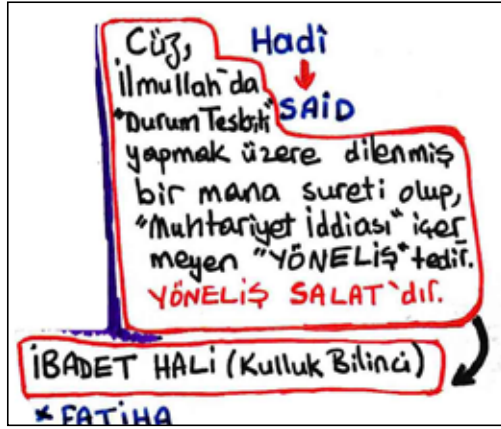 Cüz, Hadî
İlmullah'da
"Durum Tesbiti" SAİD
yapmak üzere dilenmiş
bir mana sureti olup,
"Muhtariyet İddiası" içer
meyen "YÖNELİŞ" tedir.
YÖNELİŞ SALAT'dır.
İBADET HALİ (Kulluk Bilinci)
* FATİHA